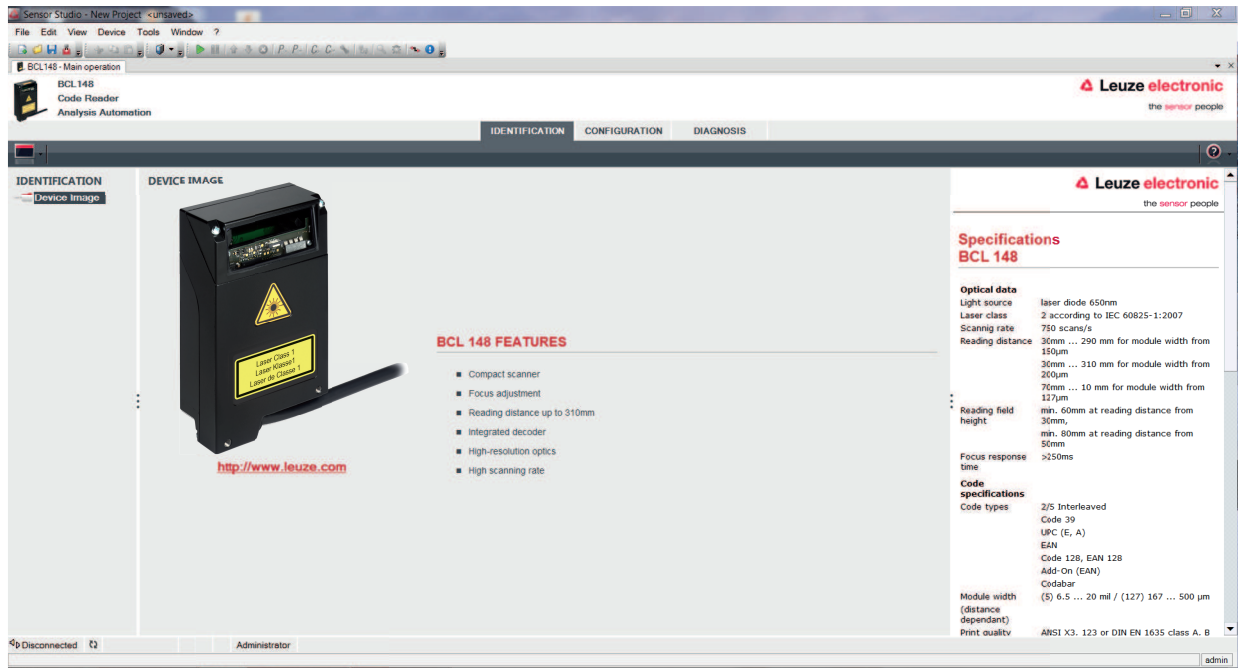 Sensor Studio - New Project <unsaved>
File Edit View Device Tools Window ?
BCL148 - Main operation
BCL148
Code Reader
Analysis Automation
Leuze electronic
the sensor people
IDENTIFICATION CONFIGURATION DIAGNOSIS
IDENTIFICATION
Device Image
DEVICE IMAGE
Laser Class 1
Laser Klasse1
Laser de Classe 1
http://www.leuze.com
BCL 148 FEATURES
Compact scanner
Focus adjustment
Reading distance up to 310mm
Integrated decoder
High-resolution optics
High scanning rate
Leuze electronic
the sensor people
Specifications
BCL 148
Optical data
Light source laser diode 650nm
Laser class 2 according to IEC 60825-1:2007
Scannig rate 750 scans/s
Reading distance 30mm ... 290 mm for module width from
150µm
30mm ... 310 mm for module width from
200µm
70mm ... 10 mm for module width from
127µm
Reading field min. 60mm at reading distance from
height 30mm,
min. 80mm at reading distance from
50mm
Focus response >250ms
time
Code
specifications
Code types 2/5 Interleaved
Code 39
UPC (E, A)
EAN
Code 128, EAN 128
Add-On (EAN)
Codabar
Module width (5) 6.5 ... 20 mil / (127) 167 ... 500 µm
(distance
dependant)
Print quality ANSI X3. 123 or DIN EN 1635 class A. B
Disconnected Administrator
admin